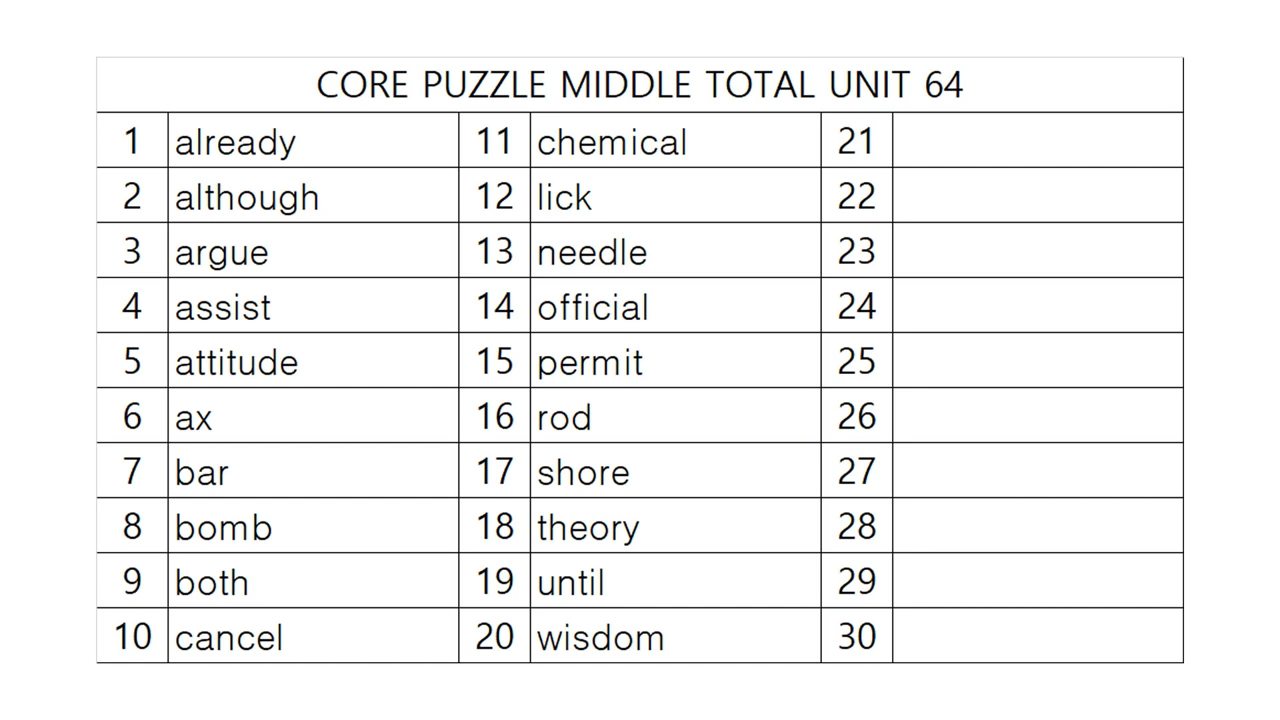 CORE PUZZLE MIDDLE TOTAL UNIT 64
1 already 11 chemical 21
2 although 12 lick 22
3 argue 13 needle 23
4 assist 14 official 24
5 attitude 15 permit 25
6 ax 16 rod 26
7 bar 17 shore 27
8 bomb 18 theory 28
9 both 19 until 29
10 cancel 20 wisdom 30